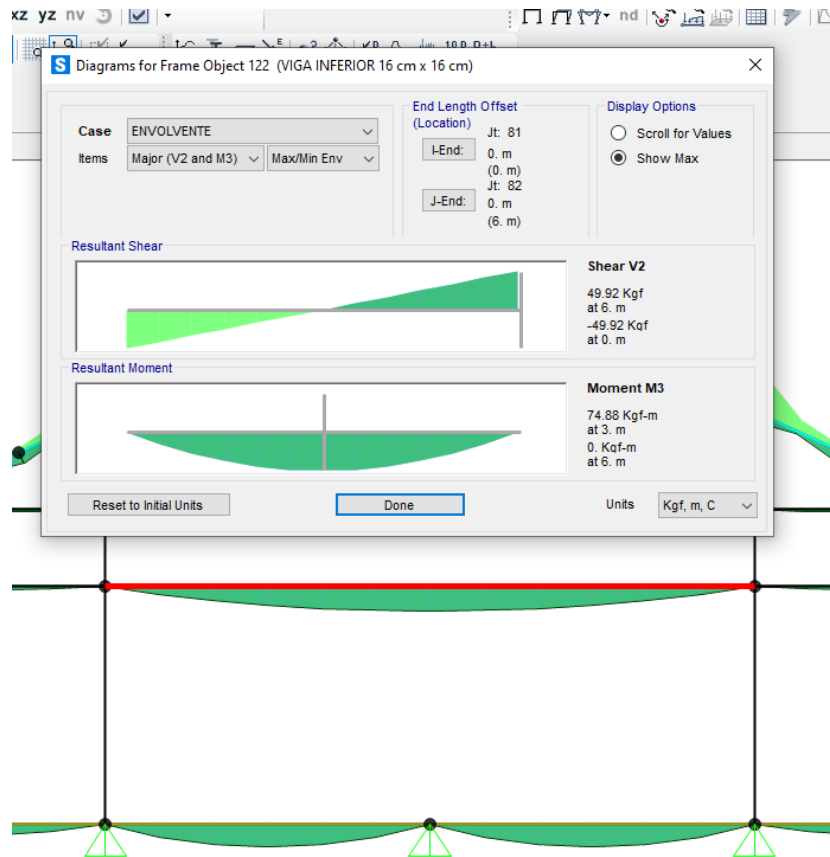 xz yz nv
nd
Diagrams for Frame Object 122 (VIGA INFERIOR 16 cm x 16 cm)
End Length Offset
(Location)
Display Options
Case ENVOLVENTE
Items Major (V2 and M3) Max/Min Env
Jt: 81
I-End: 0. m
(0. m)
Jt: 82
J-End: 0. m
(6. m)
Scroll for Values
Show Max
Resultant Shear
Shear V2
49.92 Kgf
at 6. m
-49.92 Kgf
at 0. m
Resultant Moment
Moment M3
74.88 Kgf-m
at 3. m
0. Kgf-m
at 6. m
Reset to Initial Units
Done
Units Kgf, m, C